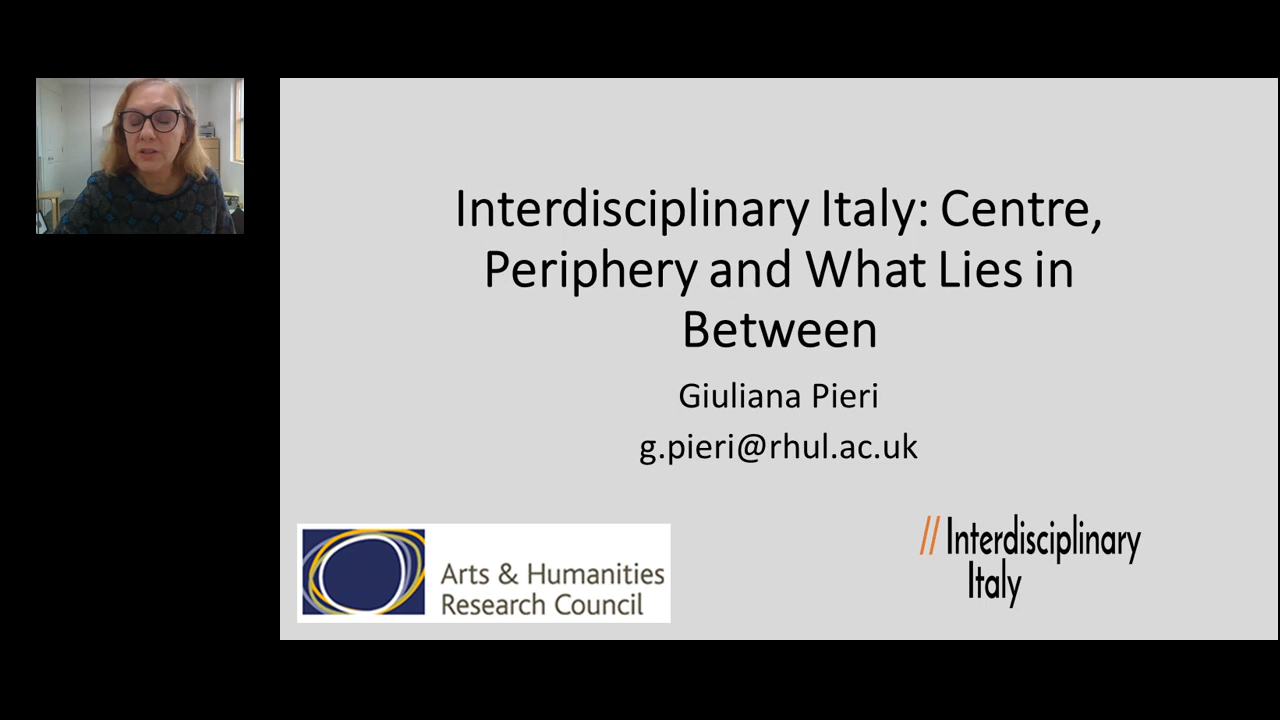 Interdisciplinary Italy: Centre,
Periphery and What Lies in
Between
Giuliana Pieri
g.pieri@rhul.ac.uk
Arts & Humanities
Research Council
// Interdisciplinary
Italy